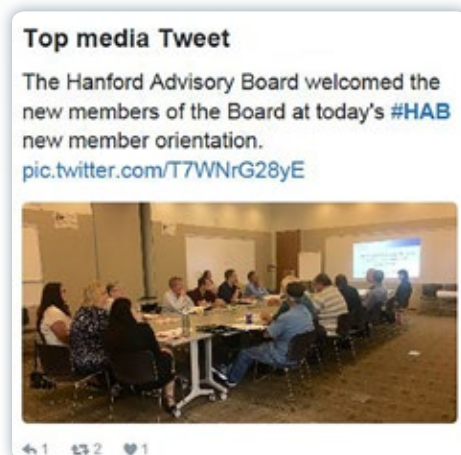 Top media Tweet
The Hanford Advisory Board welcomed the
new members of the Board at today's #HAB
new member orientation.
pic.twitter.com/T7WNrG28yE
1 2 1